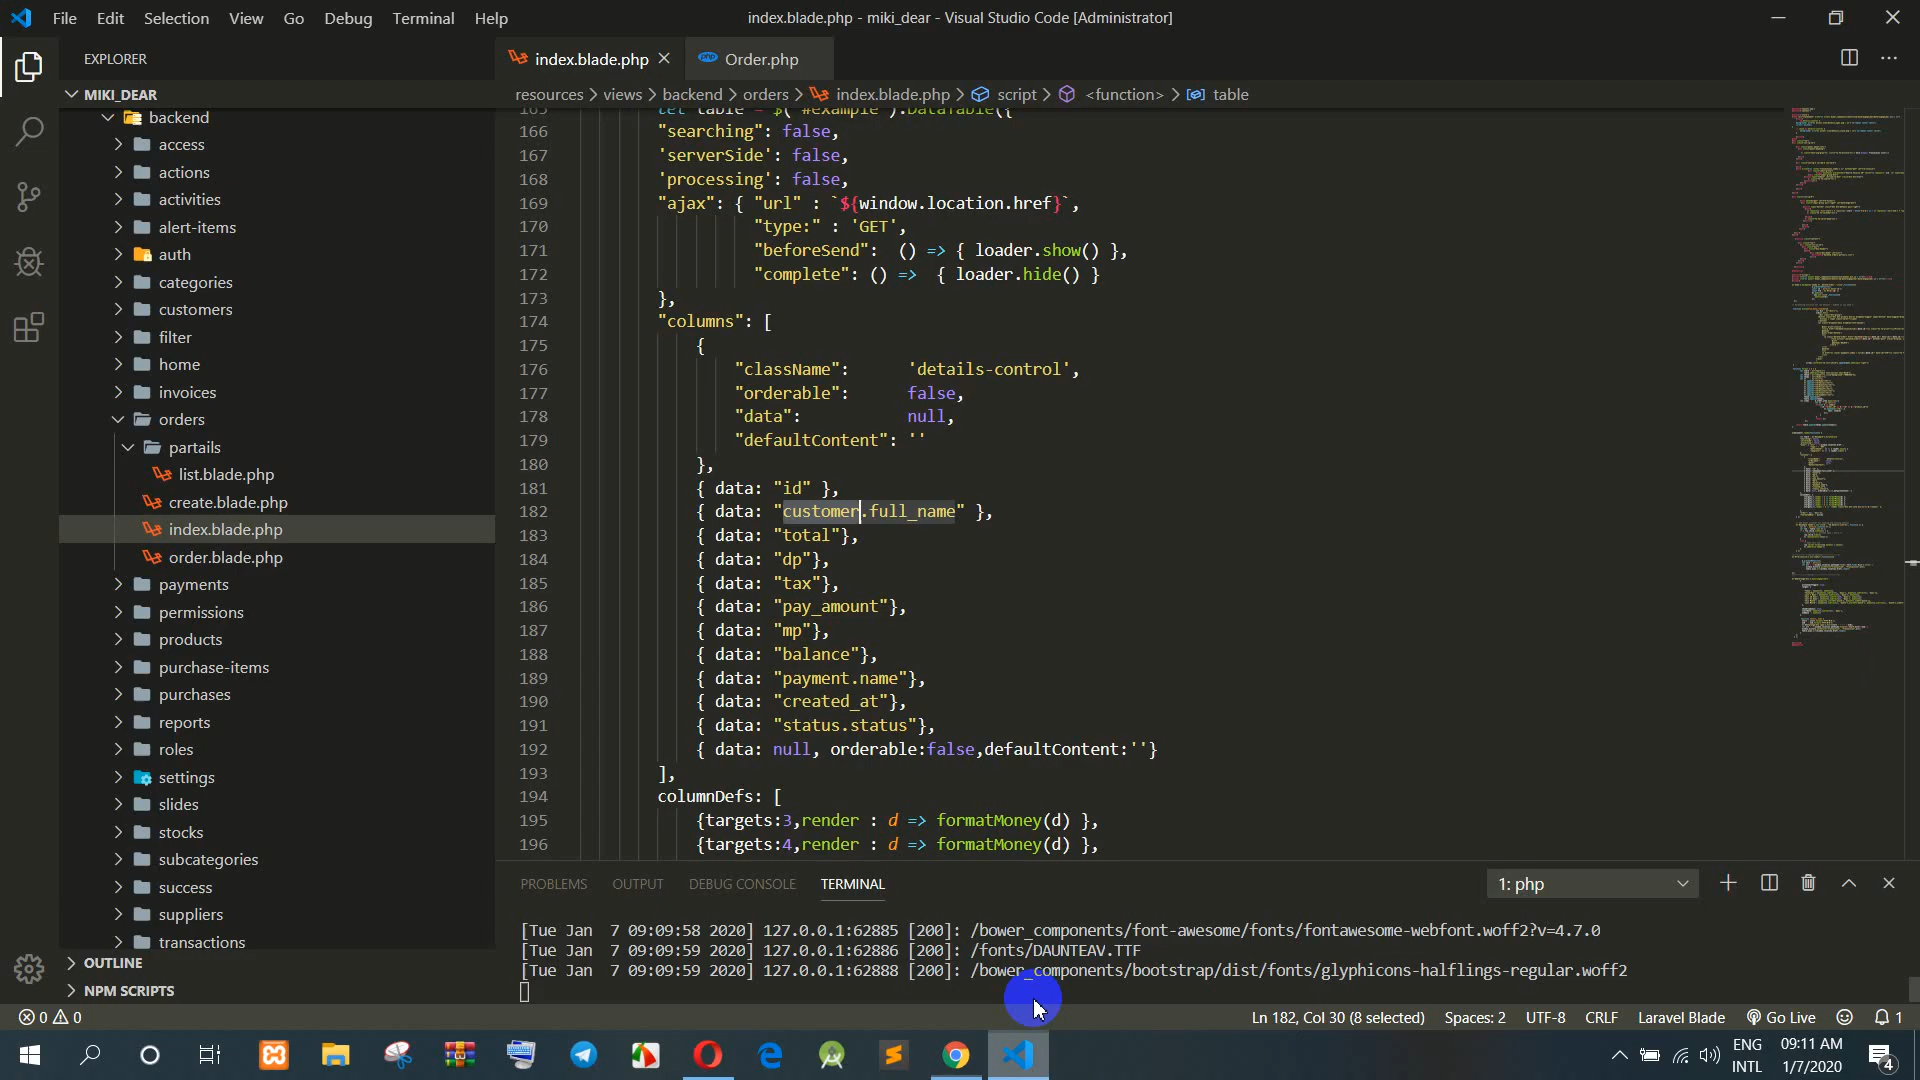 File Edit Selection View Go Debug Terminal Help
index.blade.php - miki_dear - Visual Studio Code [Administrator]
EXPLORER
MIKI_DEAR
backend
access
actions
activities
alert-items
auth
categories
customers
filter
home
invoices
orders
partails
list.blade.php
create.blade.php
index.blade.php
order.blade.php
payments
permissions
products
purchase-items
purchases
reports
roles
settings
slides
stocks
subcategories
success
suppliers
transactions
OUTLINE
NPM SCRIPTS
index.blade.php
Order.php
resources > views > backend > orders > index.blade.php > script > <function> > table
165 let table = $('#example').DataTable({
166 "searching": false,
167 'serverSide': false,
168 'processing': false,
169 "ajax": { "url" : `${window.location.href}`,
170 "type:" : 'GET',
171 "beforeSend": () => { loader.show() },
172 "complete": () => { loader.hide() }
173 },
174 "columns": [
175 {
176 "className": 'details-control',
177 "orderable": false,
178 "data": null,
179 "defaultContent": ''
180 },
181 { data: "id" },
182 { data: "customer.full_name" },
183 { data: "total"},
184 { data: "dp"},
185 { data: "tax"},
186 { data: "pay_amount"},
187 { data: "mp"},
188 { data: "balance"},
189 { data: "payment.name"},
190 { data: "created_at"},
191 { data: "status.status"},
192 { data: null, orderable:false,defaultContent:''}
193 ],
194 columnDefs: [
195 {targets:3,render : d => formatMoney(d) },
196 {targets:4,render : d => formatMoney(d) },
PROBLEMS OUTPUT DEBUG CONSOLE TERMINAL
1: php
[Tue Jan 7 09:09:58 2020] 127.0.0.1:62885 [200]: /bower_components/font-awesome/fonts/fontawesome-webfont.woff2?v=4.7.0
[Tue Jan 7 09:09:59 2020] 127.0.0.1:62886 [200]: /fonts/DAUNTEAV.TTF
[Tue Jan 7 09:09:59 2020] 127.0.0.1:62888 [200]: /bower_components/bootstrap/dist/fonts/glyphicons-halflings-regular.woff2
0 0
Ln 182, Col 30 (8 selected) Spaces: 2 UTF-8 CRLF Laravel Blade Go Live 1
ENG
INTL
09:11 AM
1/7/2020
4